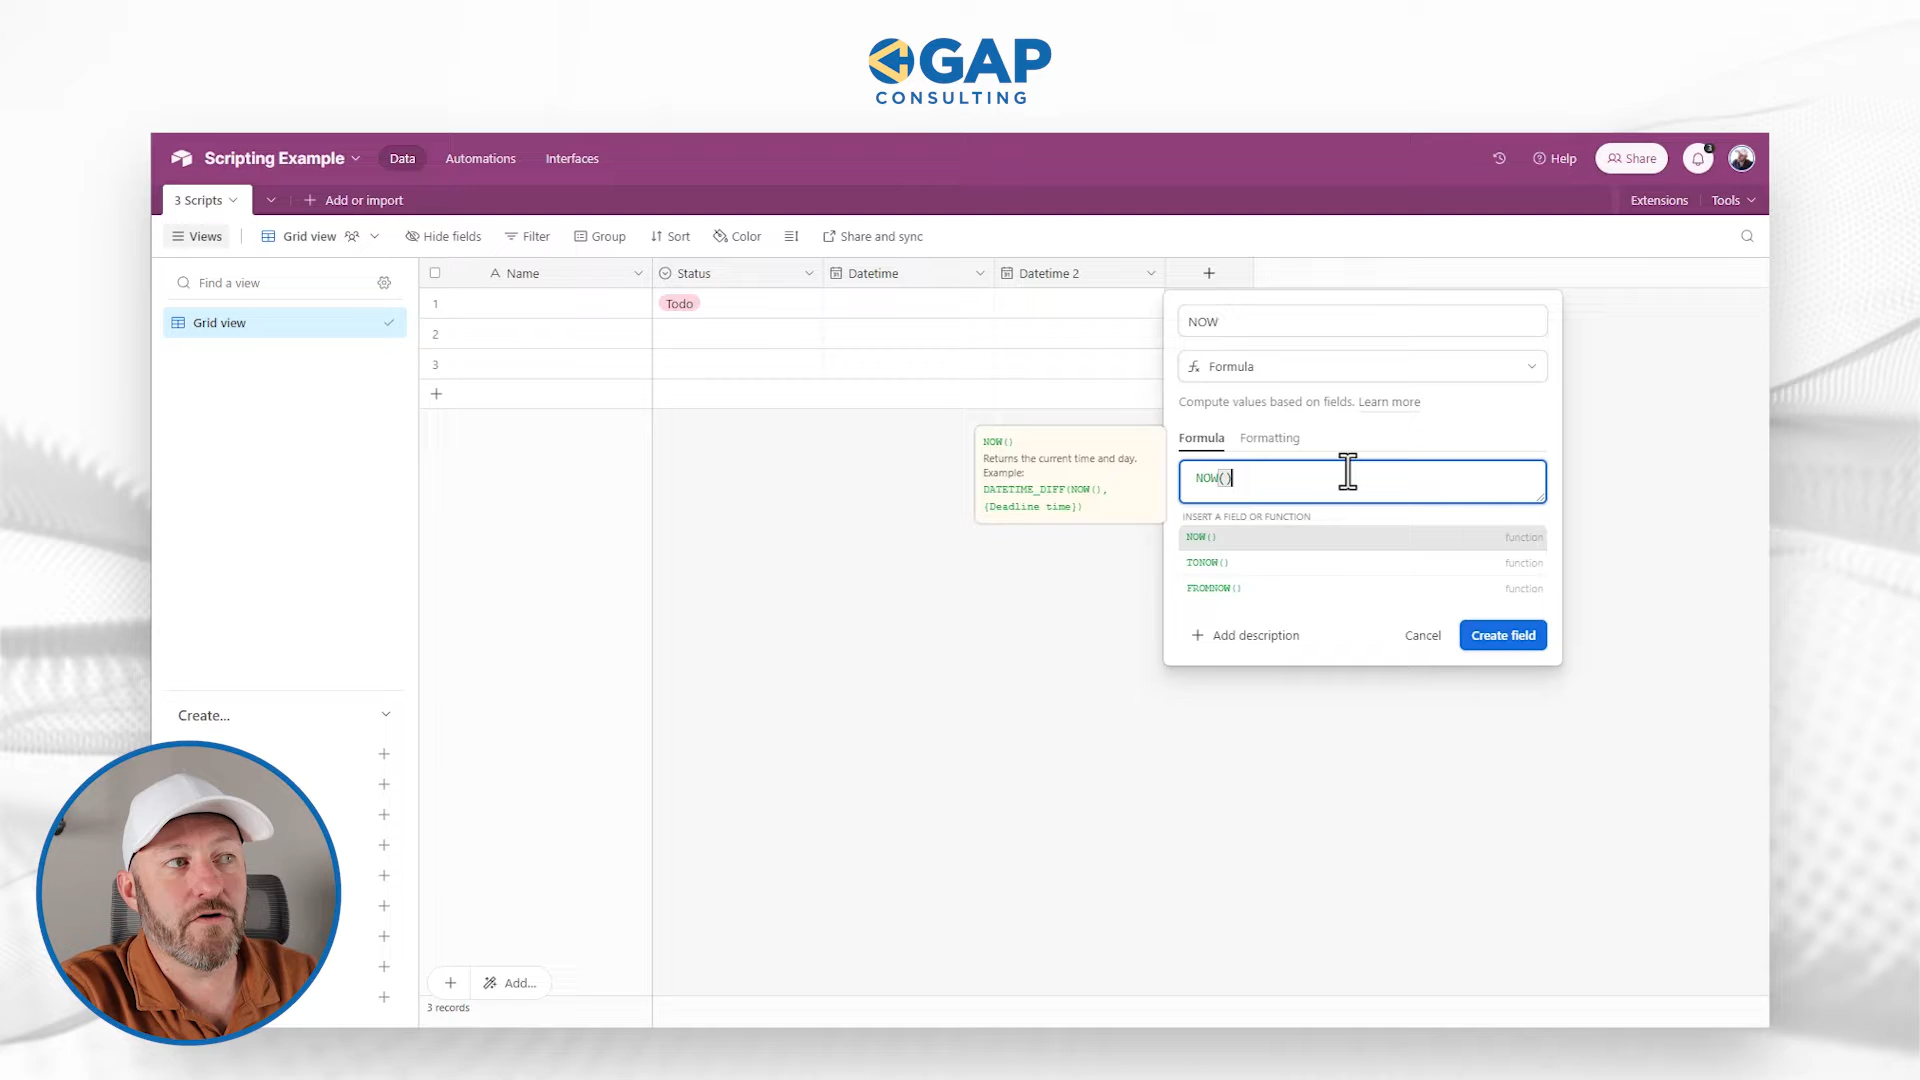 GAP
CONSULTING
Scripting Example
Data
Automations
Interfaces
Help
Share
3
3 Scripts
Add or import
Extensions
Tools
Views
Grid view
Hide fields
Filter
Group
Sort
Color
Share and sync
Find a view
Grid view
Name
Status
Datetime
Datetime 2
1
Todo
2
3
NOW
Formula
Compute values based on fields. Learn more
Formula
Formatting
NOW()
Returns the current time and day.
Example:
DATETIME_DIFF(NOW(),
{Deadline time})
NOW()
INSERT A FIELD OR FUNCTION
NOW()
function
TONOW()
function
FROMNOW()
function
Add description
Cancel
Create field
Create...
Add...
3 records